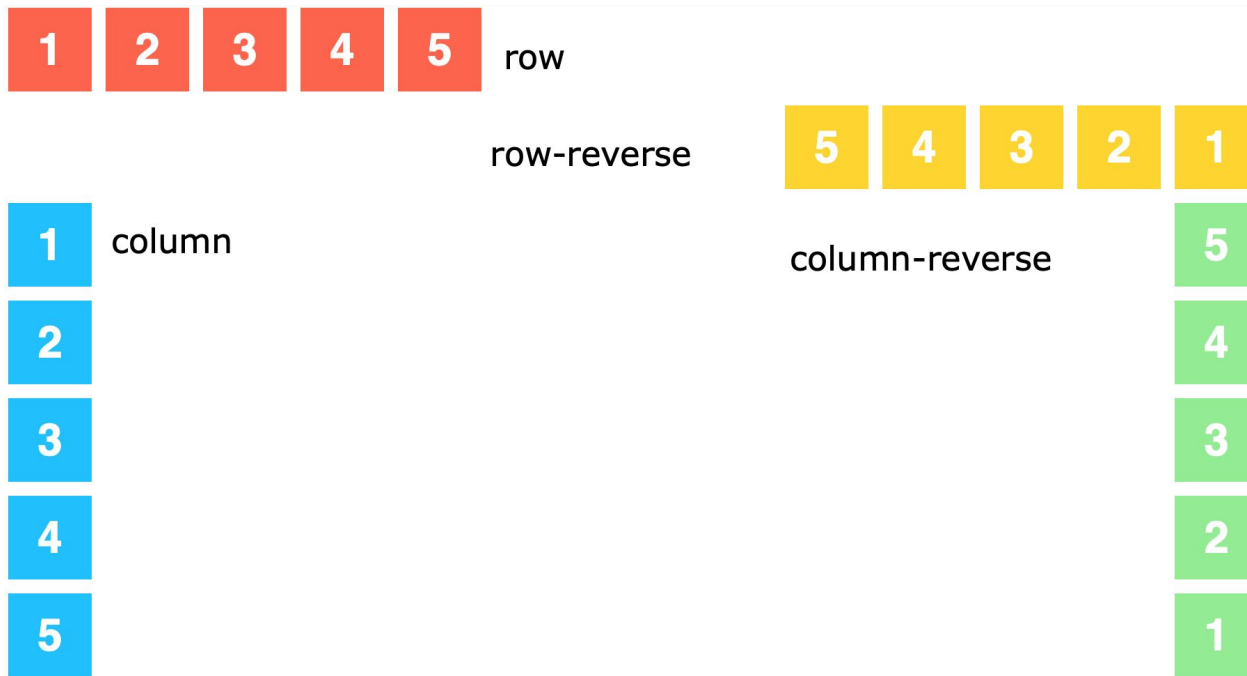 1 2 3 4 5 row
row-reverse 5 4 3 2 1
1 column column-reverse 5
2 4
3 3
4 2
5 1